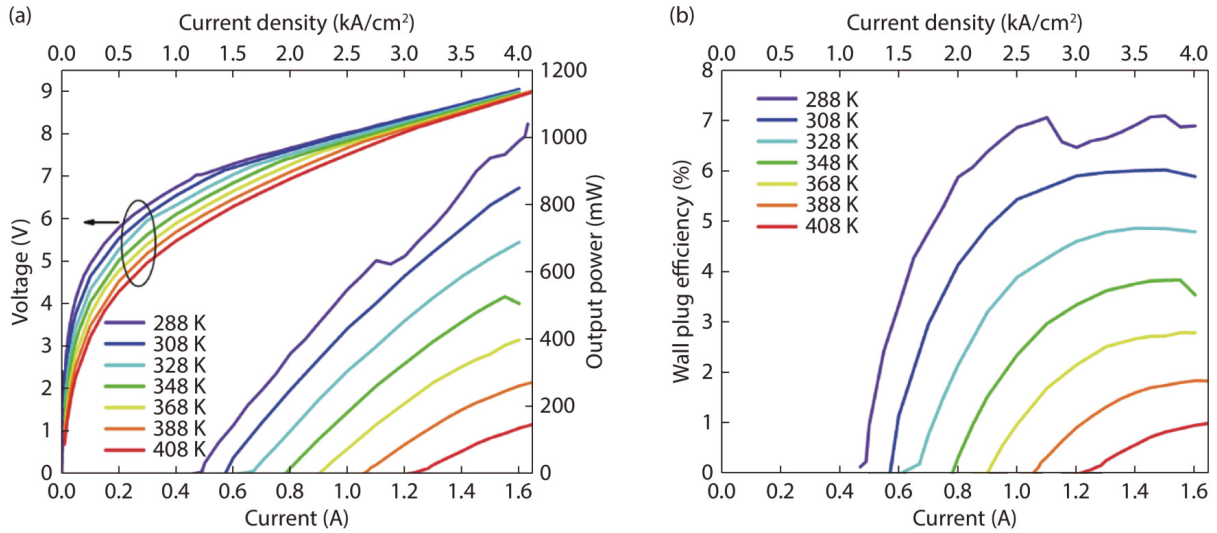 (a)
Current density (kA/cm²)
0.0 0.5 1.0 1.5 2.0 2.5 3.0 3.5 4.0
9
8
7
6
5
4
3
2
1
0
Voltage (V)
288 K
308 K
328 K
348 K
368 K
388 K
408 K
1200
1000
800
600
400
200
0
Output power (mW)
0.0 0.2 0.4 0.6 0.8 1.0 1.2 1.4 1.6
Current (A)
(b)
Current density (kA/cm²)
0.0 0.5 1.0 1.5 2.0 2.5 3.0 3.5 4.0
8
7
6
5
4
3
2
1
0
Wall plug efficiency (%)
288 K
308 K
328 K
348 K
368 K
388 K
408 K
0.0 0.2 0.4 0.6 0.8 1.0 1.2 1.4 1.6
Current (A)